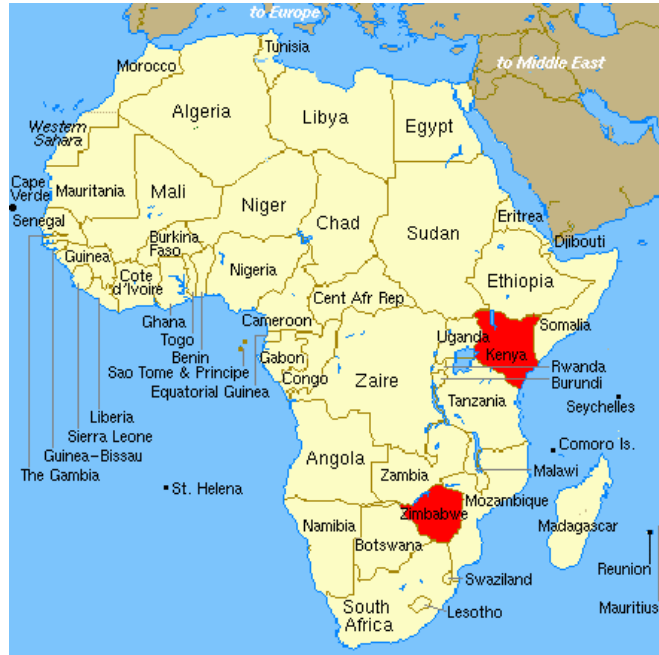 to Europe
to Middle East
Tunisia
Morocco
Algeria
Libya
Egypt
Western
Sahara
Cape
Verde
Mauritania
Mali
Niger
Chad
Sudan
Eritrea
Djibouti
Senegal
Guinea
Burkina
Faso
Cote
d'Ivoire
Nigeria
Ethiopia
Cent Afr Rep
Ghana
Togo
Benin
Sao Tome & Principe
Equatorial Guinea
Cameroon
Gabon
Congo
Zaire
Uganda
Kenya
Somalia
Rwanda
Burundi
Tanzania
Seychelles
Liberia
Sierra Leone
Guinea-Bissau
The Gambia
Comoro Is.
Malawi
Angola
Zambia
St. Helena
Mozambique
Zimbabwe
Madagascar
Namibia
Botswana
Reunion
Mauritius
Swaziland
Lesotho
South
Africa